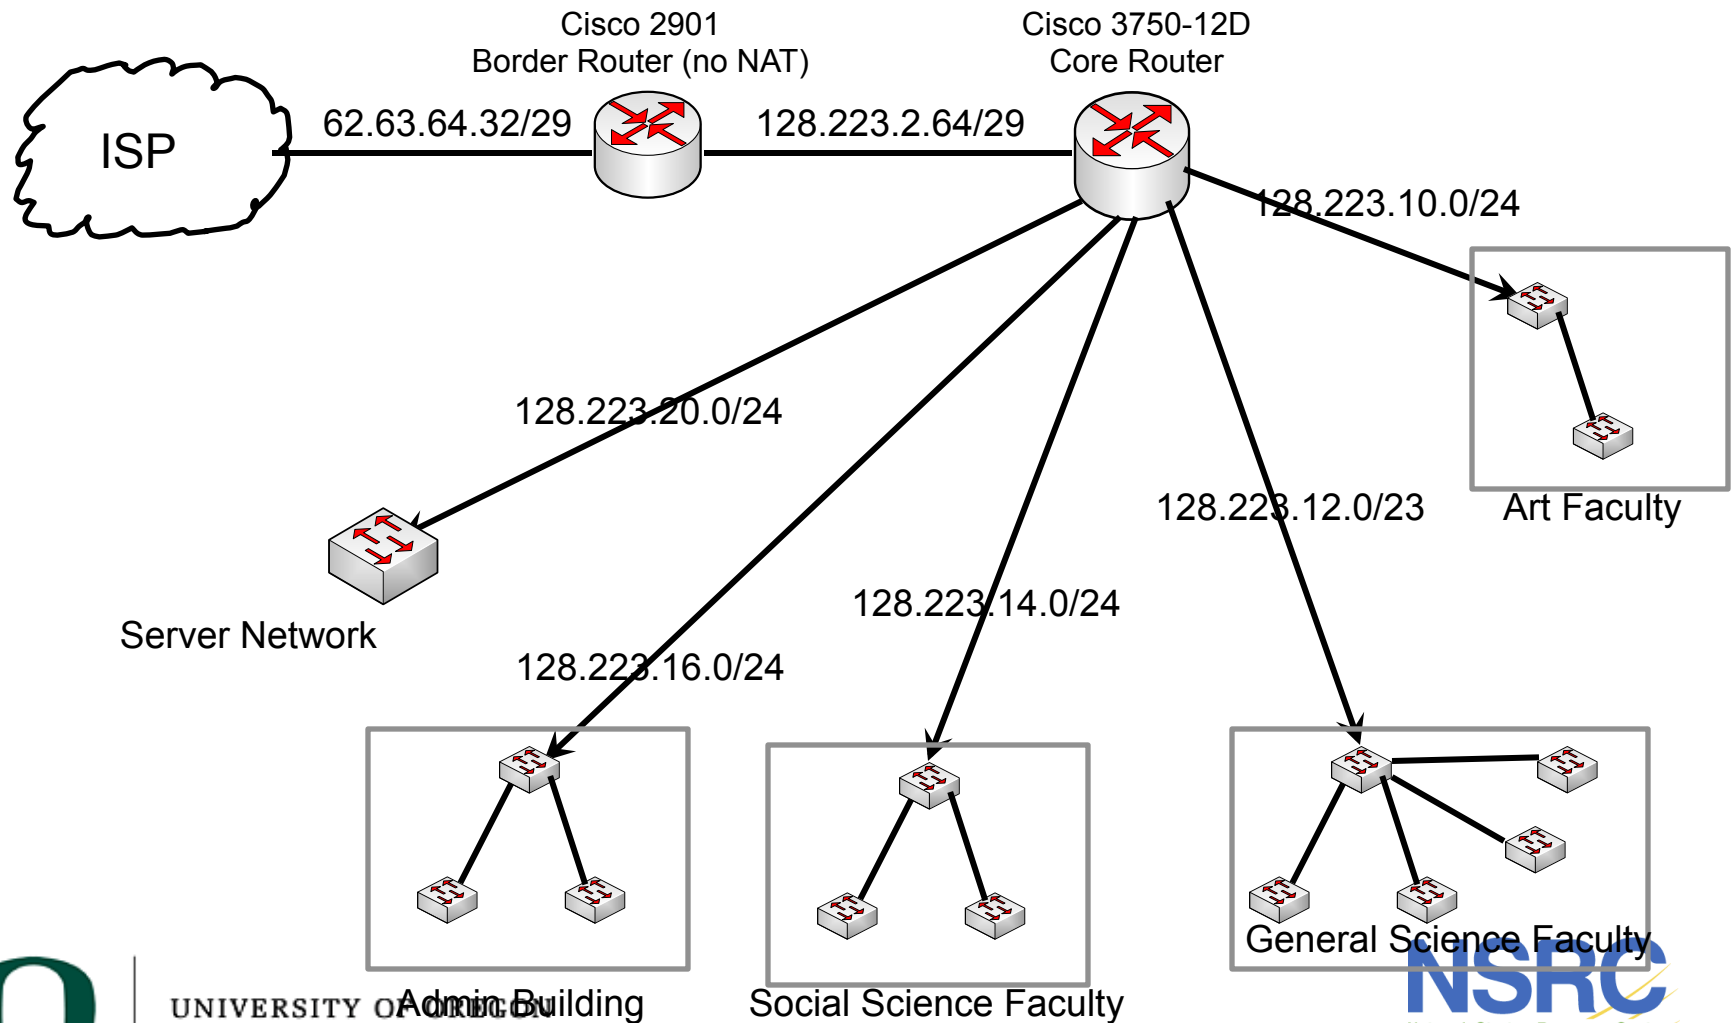 Cisco 2901
Border Router (no NAT)
Cisco 3750-12D
Core Router
ISP
62.63.64.32/29
128.223.2.64/29
128.223.10.0/24
128.223.20.0/24
128.223.12.0/23
Art Faculty
128.223.14.0/24
Server Network
128.223.16.0/24
General Science Faculty
NSRC
UNIVERSITY OF OREGON
Admin Building
Social Science Faculty